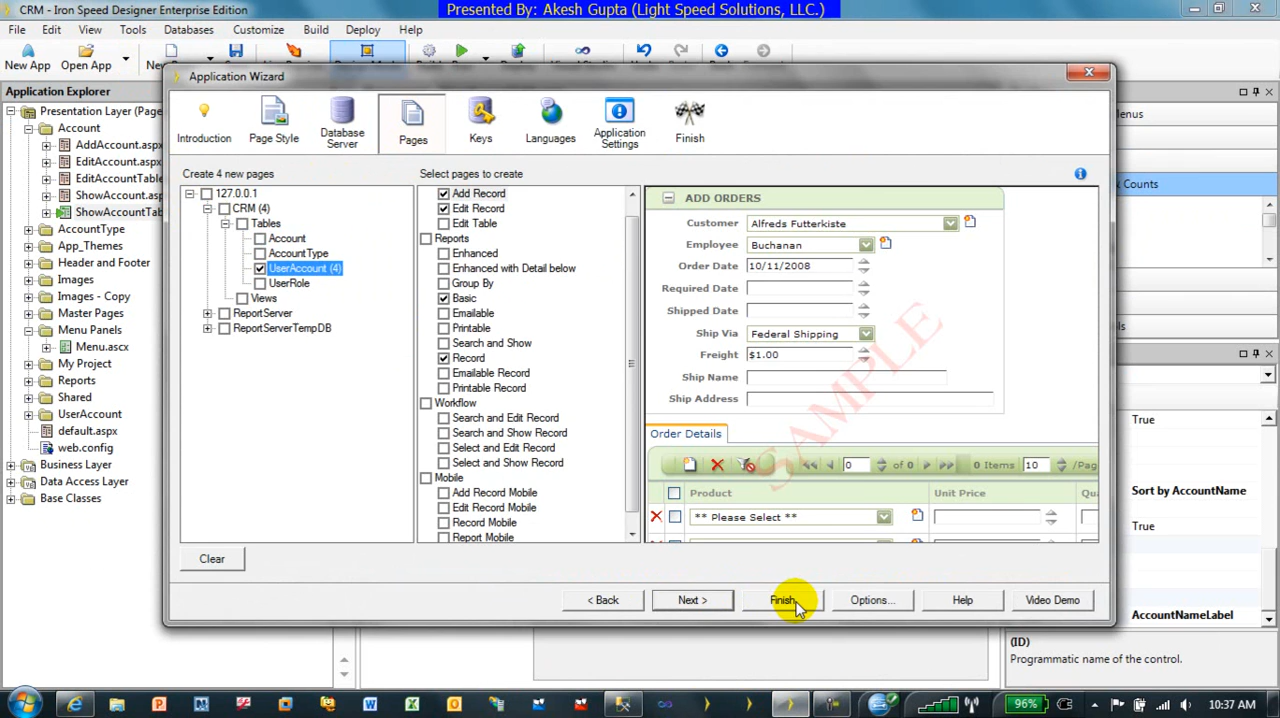 CRM - Iron Speed Designer Enterprise Edition
Presented By: Akesh Gupta (Light Speed Solutions, LLC.)
File Edit View Tools Databases Customize Build Deploy Help
New App Open App
Application Explorer
Presentation Layer (Pag
Account
AddAccount.aspx
EditAccount.aspx
EditAccountTable
ShowAccount.asp
ShowAccountTab
AccountType
App_Themes
Header and Footer
Images
Images - Copy
Master Pages
Menu Panels
Menu.ascx
My Project
Reports
Shared
UserAccount
default.aspx
web.config
Business Layer
Data Access Layer
Base Classes
Application Wizard
Introduction Page Style Database Server Pages Keys Languages Application Settings Finish
Create 4 new pages
127.0.0.1
CRM (4)
Tables
Account
AccountType
UserAccount (4)
UserRole
Views
ReportServer
ReportServerTempDB
Clear
Select pages to create
Add Record
Edit Record
Edit Table
Reports
Enhanced
Enhanced with Detail below
Group By
Basic
Emailable
Printable
Search and Show
Record
Emailable Record
Printable Record
Workflow
Search and Edit Record
Search and Show Record
Select and Edit Record
Select and Show Record
Mobile
Add Record Mobile
Edit Record Mobile
Record Mobile
Report Mobile
ADD ORDERS
Customer Alfreds Futterkiste
Employee Buchanan
Order Date 10/11/2008
Required Date
Shipped Date
Ship Via Federal Shipping
Freight $1.00
Ship Name
Ship Address
SAMPLE
Order Details
0 of 0 0 Items 10 /Pag
Product Unit Price Qua
** Please Select **
< Back Next > Finish Options... Help Video Demo
enus
& Counts
ls
True
Sort by AccountName
True
AccountNameLabel
(ID)
Programmatic name of the control.
96% 10:37 AM